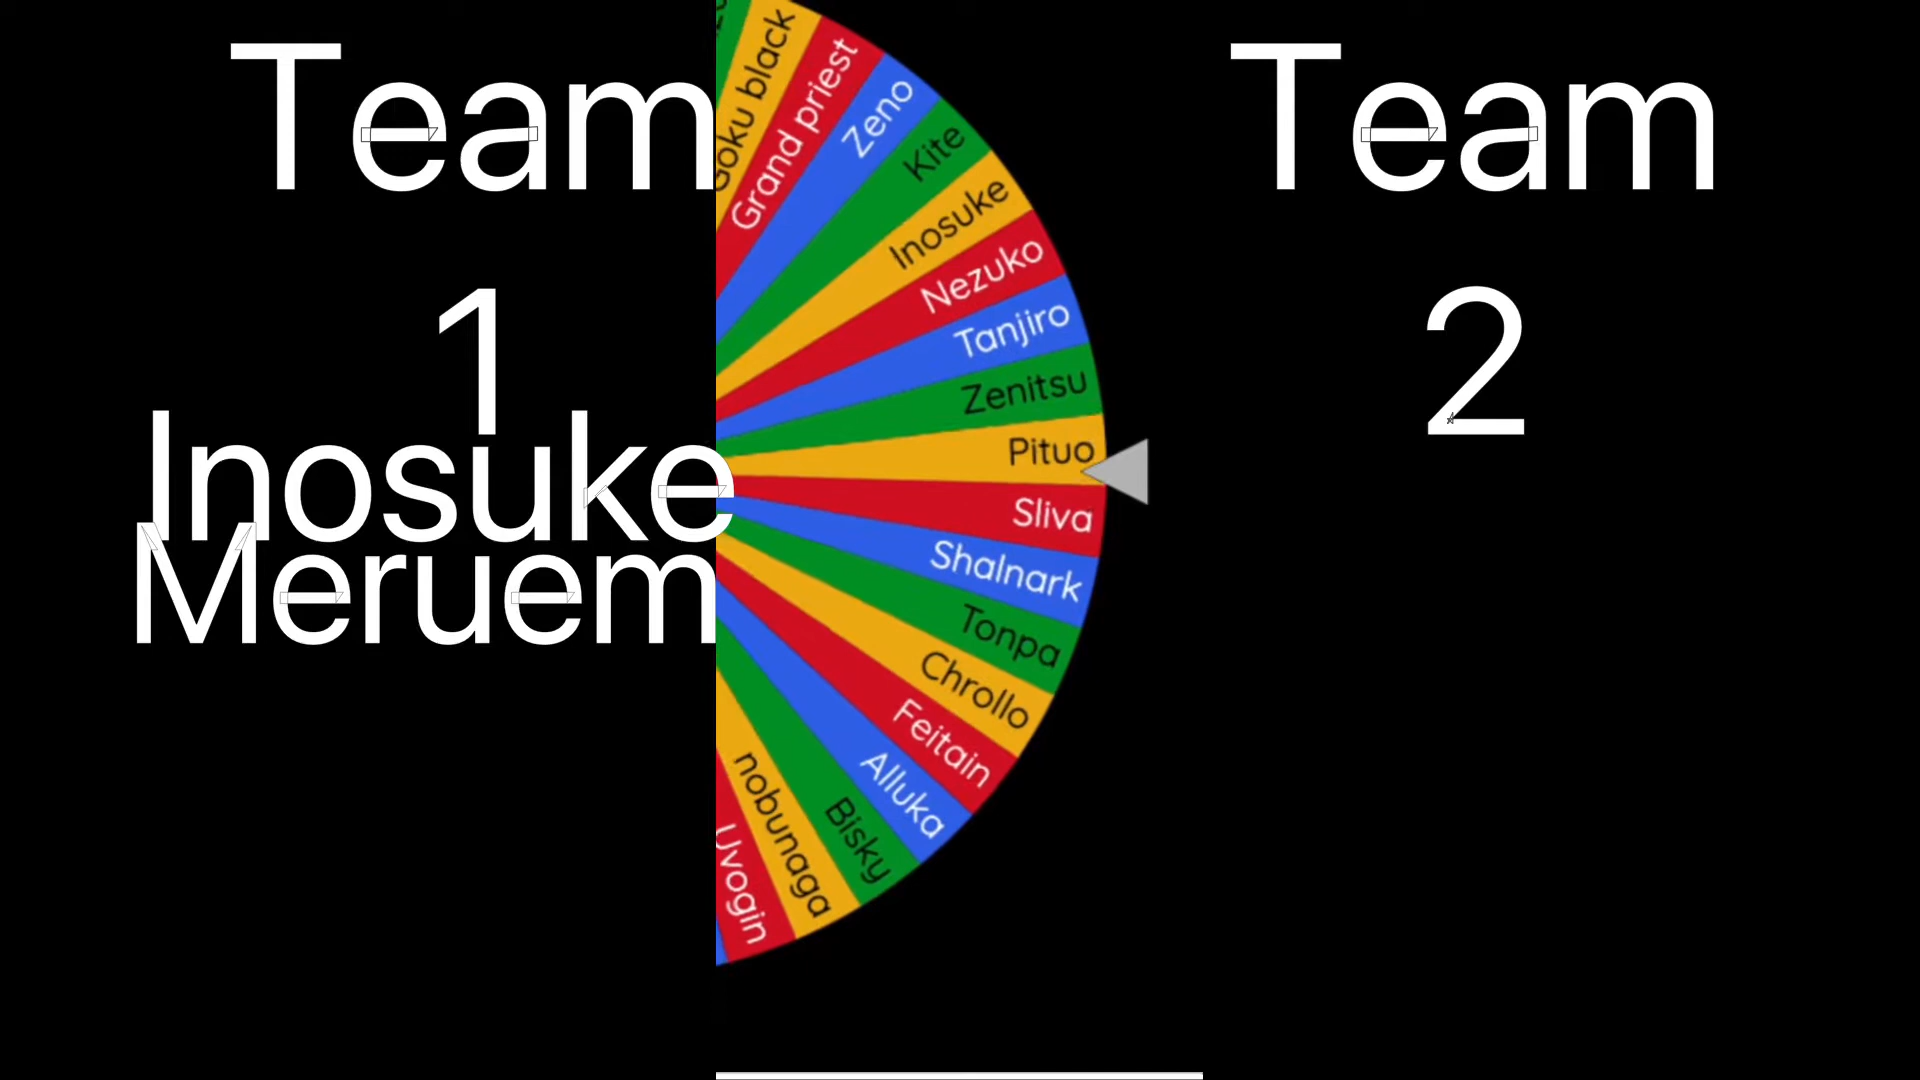 Team
1
Inosuke
Meruem
Goku black
Grand priest
Zeno
Kite
Inosuke
Nezuko
Tanjiro
Zenitsu
Pituo
Sliva
Shalnark
Tonpa
Chrollo
Feitain
Alluka
Bisky
nobunaga
Uvogin
Team
2